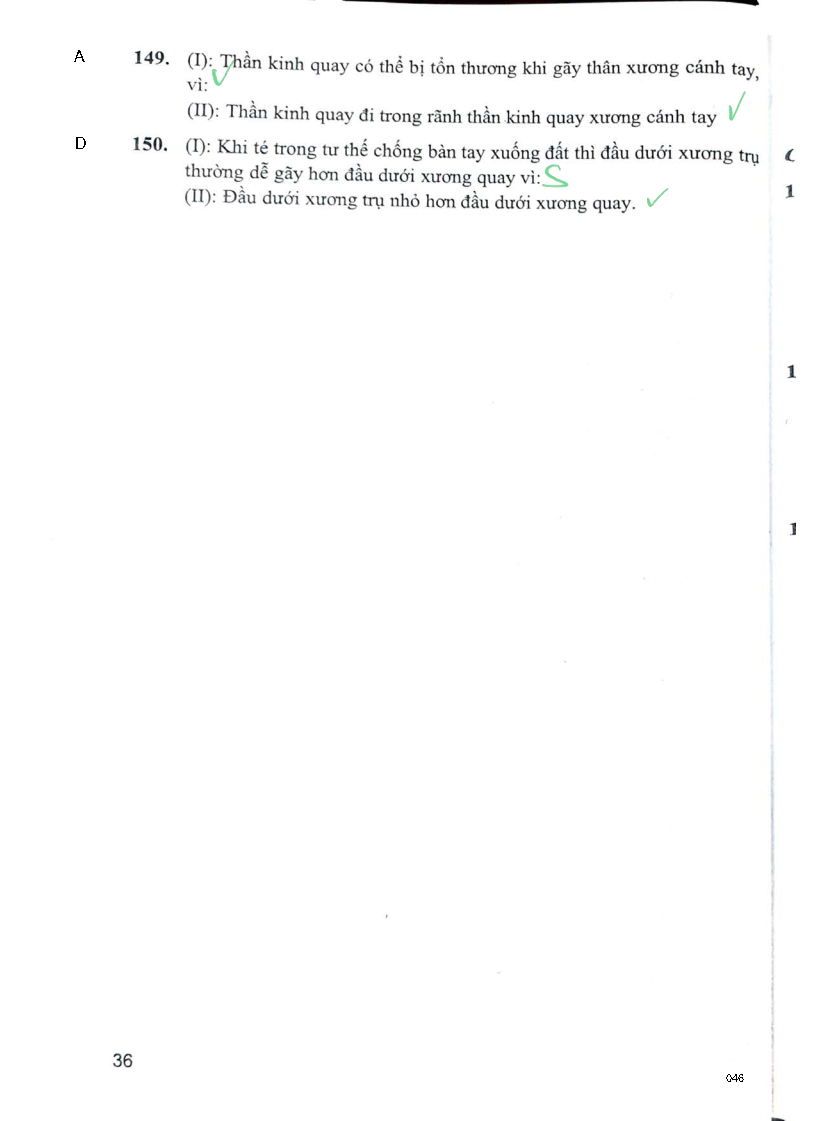 A 149. (I): Thần kinh quay có thể bị tổn thương khi gãy thân xương cánh tay,
vì:
(II): Thần kinh quay đi trong rãnh thần kinh quay xương cánh tay
D 150. (I): Khi té trong tư thế chống bàn tay xuống đất thì đầu dưới xương trụ
thường dễ gãy hơn đầu dưới xương quay vì: S
(II): Đầu dưới xương trụ nhỏ hơn đầu dưới xương quay.
1
1
1
36
046